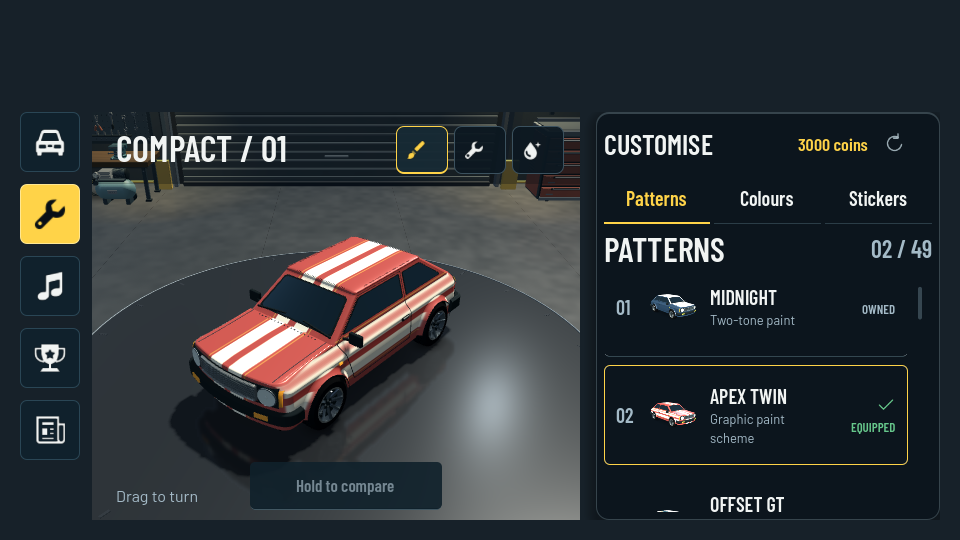 COMPACT / 01
CUSTOMISE
3000 coins
Patterns
Colours
Stickers
PATTERNS
02 / 49
01
MIDNIGHT
Two-tone paint
OWNED
02
APEX TWIN
Graphic paint
scheme
EQUIPPED
OFFSET GT
Drag to turn
Hold to compare